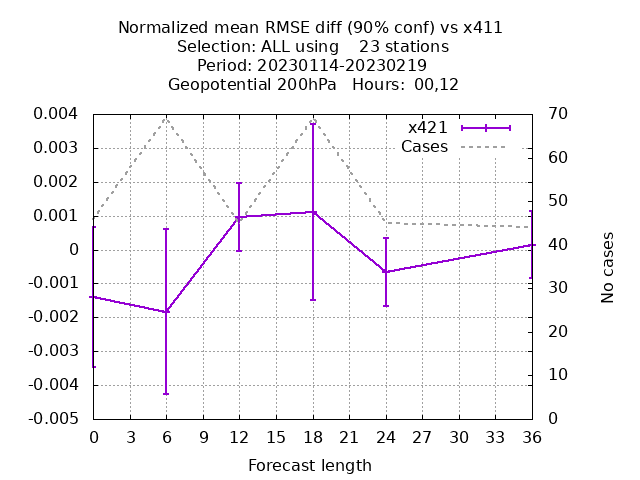 Normalized mean RMSE diff (90% conf) vs x411
Selection: ALL using    23 stations
Period: 20230114-20230219
Geopotential 200hPa   Hours: 00,12
0.004
0.003
0.002
0.001
0
-0.001
-0.002
-0.003
-0.004
-0.005
x421
Cases
70
60
50
40
30
20
10
0
No cases
0 3 6 9 12 15 18 21 24 27 30 33 36
Forecast length